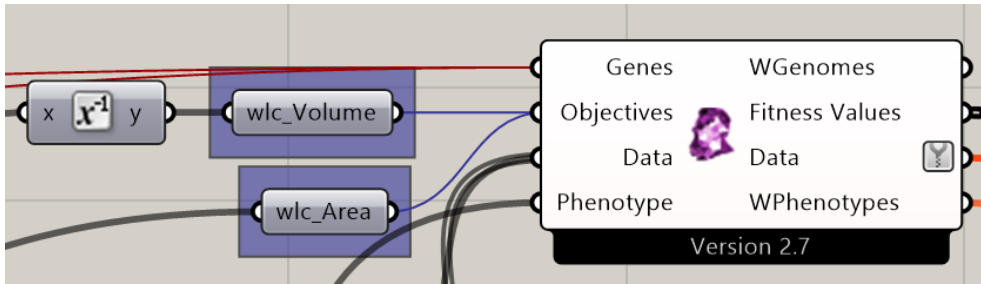 x x⁻¹ y
wlc_Volume
wlc_Area
Genes WGenomes
Objectives Fitness Values
Data Data
Phenotype WPhenotypes
Version 2.7